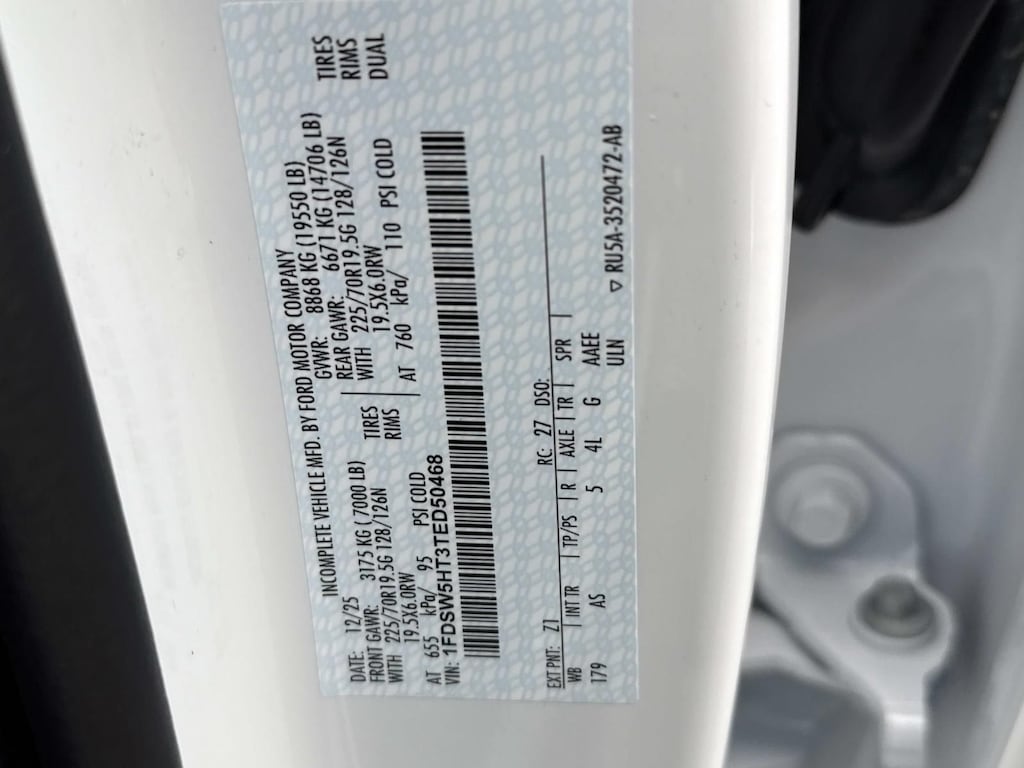 INCOMPLETE VEHICLE MFD. BY FORD MOTOR COMPANY
DATE: 12/25 GVWR: 8868 KG (19550 LB)
FRONT GAWR: 3175 KG ( 7000 LB) REAR GAWR: 6671 KG (14706 LB)
WITH 225/70R19.5G 128/126N TIRES WITH 225/70R19.5G 128/126N TIRES
19.5X6.0RW RIMS 19.5X6.0RW RIMS
AT 655 kPa/ 95 PSI COLD AT 760 kPa/ 110 PSI COLD DUAL
VIN: 1FDSW5HT3TED50468
EXT PNT: Z1 RC: 27 DSO:
WB INT TR TP/PS R AXLE TR SPR
179 AS 5 4L G AAEE
ULN
▽ RU5A-3520472-AB